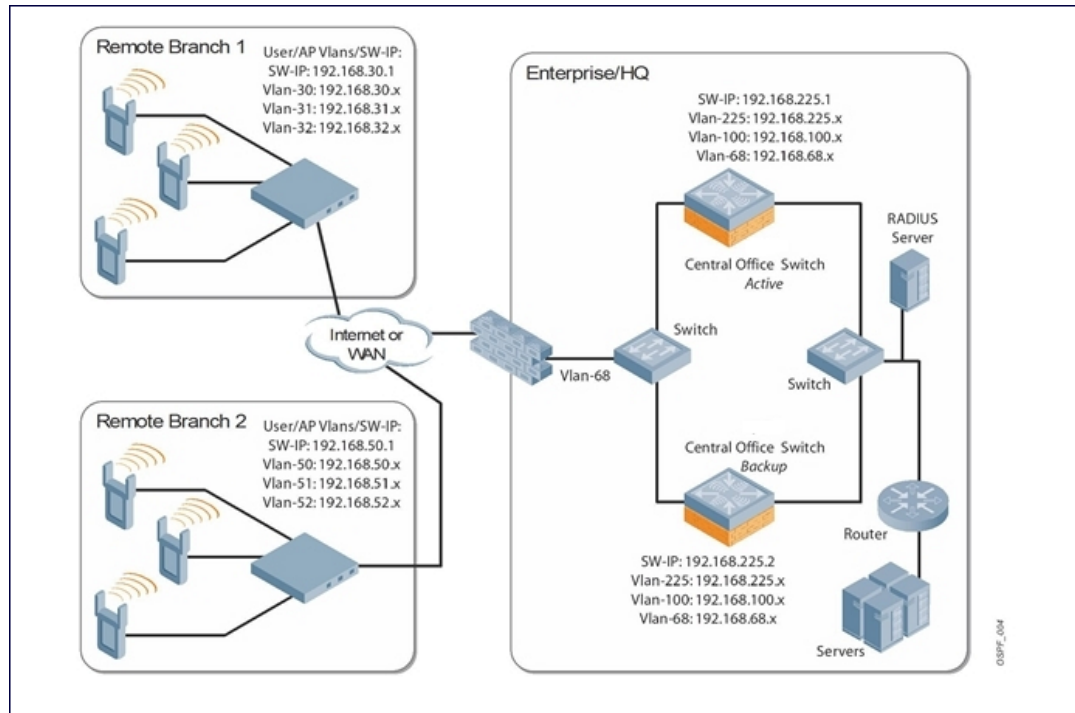 Remote Branch 1
User/AP Vlans/SW-IP:
SW-IP: 192.168.30.1
Vlan-30: 192.168.30.x
Vlan-31: 192.168.31.x
Vlan-32: 192.168.32.x
Internet or
WAN
Remote Branch 2
User/AP Vlans/SW-IP:
SW-IP: 192.168.50.1
Vlan-50: 192.168.50.x
Vlan-51: 192.168.51.x
Vlan-52: 192.168.52.x
Enterprise/HQ
SW-IP: 192.168.225.1
Vlan-225: 192.168.225.x
Vlan-100: 192.168.100.x
Vlan-68: 192.168.68.x
Central Office Switch
Active
RADIUS
Server
Switch
Vlan-68
Switch
Central Office Switch
Backup
SW-IP: 192.168.225.2
Vlan-225: 192.168.225.x
Vlan-100: 192.168.100.x
Vlan-68: 192.168.68.x
Router
Servers
OSPF_004